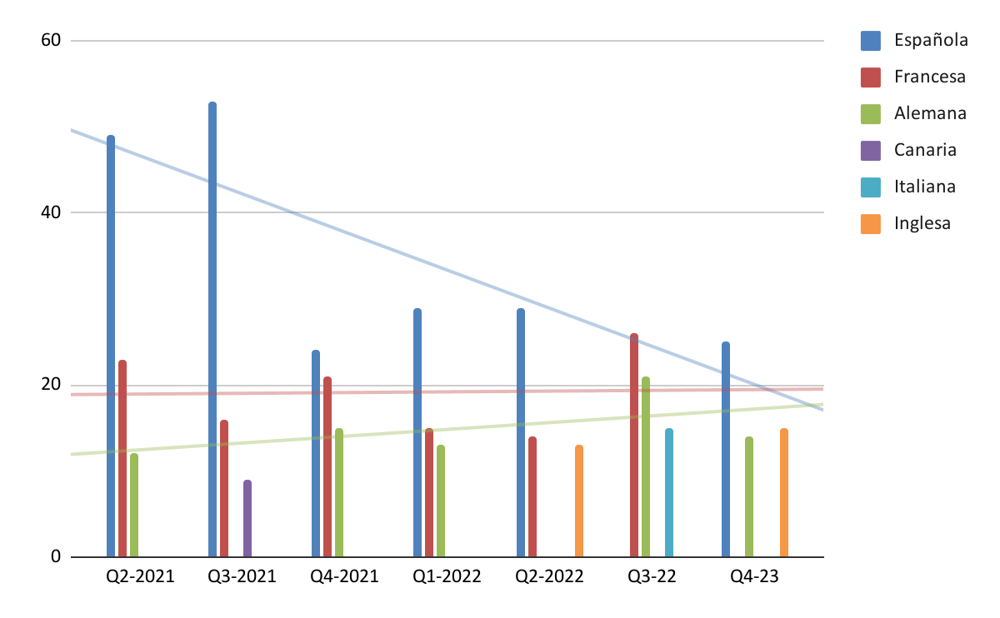 60
40
20
0
Q2-2021
Q3-2021
Q4-2021
Q1-2022
Q2-2022
Q3-22
Q4-23
Española
Francesa
Alemana
Canaria
Italiana
Inglesa